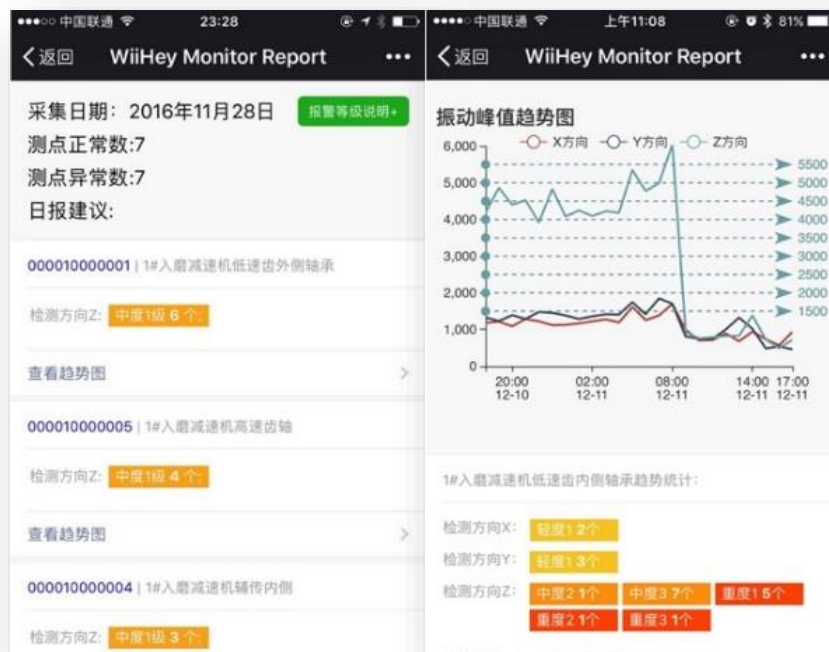 中国联通 23:28
返回 WiiHey Monitor Report
采集日期：2016年11月28日 报警等级说明+
测点正常数:7
测点异常数:7
日报建议:
000010000001 | 1#入磨减速机低速齿外侧轴承
检测方向Z: 中度1级 6 个;
查看趋势图
000010000005 | 1#入磨减速机高速齿轴
检测方向Z: 中度1级 4 个;
查看趋势图
000010000004 | 1#入磨减速机辅传内侧
检测方向Z: 中度1级 3 个;
中国联通 上午11:08 81%
返回 WiiHey Monitor Report
振动峰值趋势图
X方向 Y方向 Z方向
6,000
5,000
4,000
3,000
2,000
1,000
0
5500
5000
4500
4000
3500
3000
2500
2000
1500
20:00 02:00 08:00 14:00 17:00
12-10 12-11 12-11 12-11 12-11
1#入磨减速机低速齿内侧轴承趋势统计:
检测方向X: 轻度1 2个
检测方向Y: 轻度1 3个
检测方向Z: 中度2 1个 中度3 7个 重度1 5个
重度2 1个 重度3 1个